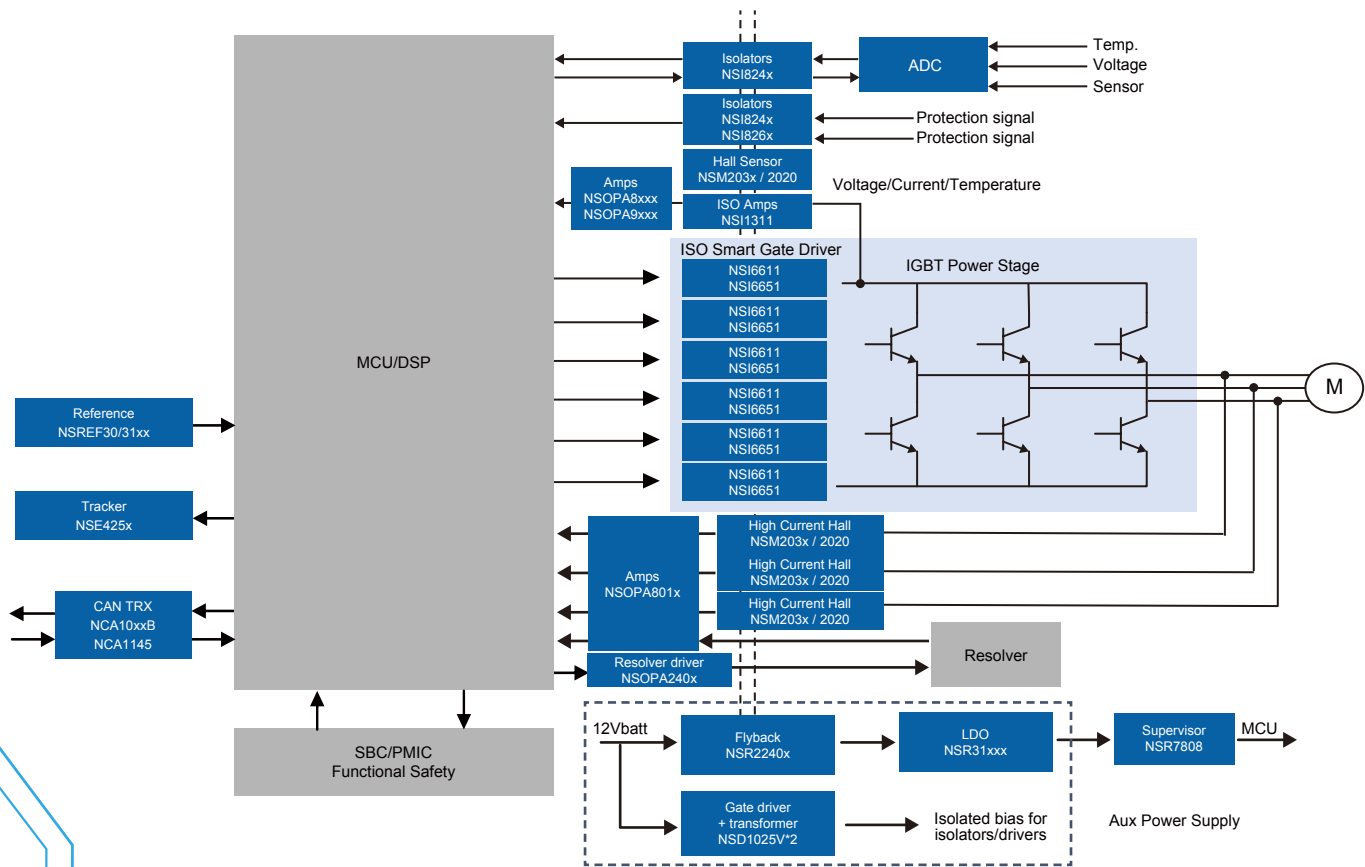 Isolators
NSI824x
ADC
Temp.
Voltage
Sensor
Isolators
NSI824x
NSI826x
Protection signal
Protection signal
Hall Sensor
NSM203x / 2020
Voltage/Current/Temperature
Amps
NSOPA8xxx
NSOPA9xxx
ISO Amps
NSI1311
ISO Smart Gate Driver
IGBT Power Stage
NSI6611
NSI6651
NSI6611
NSI6651
NSI6611
NSI6651
NSI6611
NSI6651
NSI6611
NSI6651
NSI6611
NSI6651
MCU/DSP
M
Reference
NSREF30/31xx
Tracker
NSE425x
CAN TRX
NCA10xxB
NCA1145
Amps
NSOPA801x
High Current Hall
NSM203x / 2020
High Current Hall
NSM203x / 2020
High Current Hall
NSM203x / 2020
Resolver
Resolver driver
NSOPA240x
SBC/PMIC
Functional Safety
12Vbatt
Flyback
NSR2240x
LDO
NSR31xxx
Supervisor
NSR7808
MCU
Gate driver
+ transformer
NSD1025V*2
Isolated bias for
isolators/drivers
Aux Power Supply